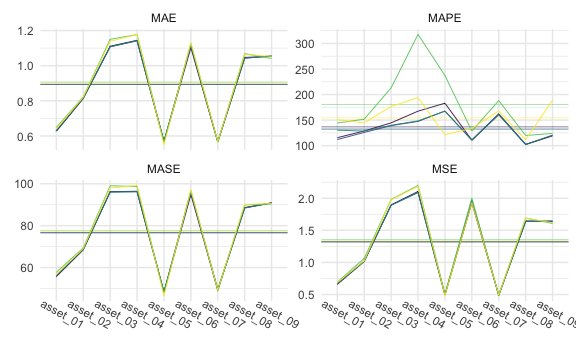 MAE
MAPE
1.2
1.0
0.8
0.6
300
250
200
150
100
MASE
MSE
100
80
60
2.0
1.5
1.0
0.5
asset_01
asset_02
asset_03
asset_04
asset_05
asset_06
asset_07
asset_08
asset_09
asset_01
asset_02
asset_03
asset_04
asset_05
asset_06
asset_07
asset_08
asset_09